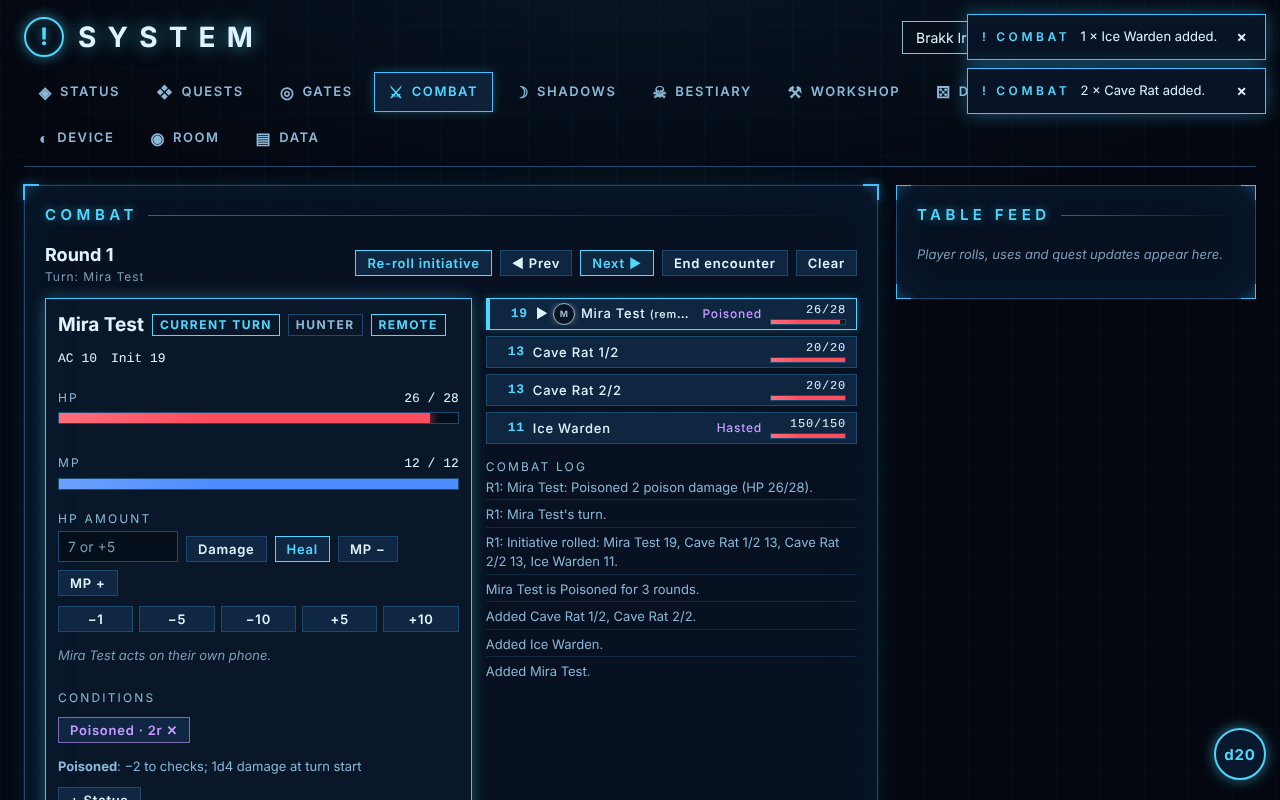 ! SYSTEM
Brakk Ir
! COMBAT 1 × Ice Warden added. ×
! COMBAT 2 × Cave Rat added. ×
STATUS QUESTS GATES COMBAT SHADOWS BESTIARY WORKSHOP D
DEVICE ROOM DATA
COMBAT
Round 1
Turn: Mira Test
Re-roll initiative ◀ Prev Next ▶ End encounter Clear
Mira Test CURRENT TURN HUNTER REMOTE
AC 10 Init 19
HP 26 / 28
MP 12 / 12
HP AMOUNT
7 or +5 Damage Heal MP −
MP +
−1 −5 −10 +5 +10
Mira Test acts on their own phone.
CONDITIONS
Poisoned · 2r ✕
Poisoned: −2 to checks; 1d4 damage at turn start
+ Status
19 ▶ M Mira Test (rem… Poisoned 26/28
13 Cave Rat 1/2 20/20
13 Cave Rat 2/2 20/20
11 Ice Warden Hasted 150/150
COMBAT LOG
R1: Mira Test: Poisoned 2 poison damage (HP 26/28).
R1: Mira Test's turn.
R1: Initiative rolled: Mira Test 19, Cave Rat 1/2 13, Cave Rat
2/2 13, Ice Warden 11.
Mira Test is Poisoned for 3 rounds.
Added Cave Rat 1/2, Cave Rat 2/2.
Added Ice Warden.
Added Mira Test.
TABLE FEED
Player rolls, uses and quest updates appear here.
d20